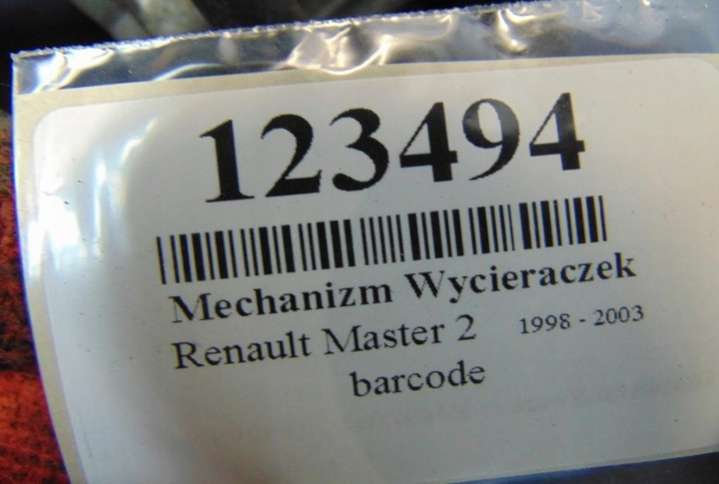 123494
Mechanizm Wycieraczek
Renault Master 2 1998 - 2003
barcode